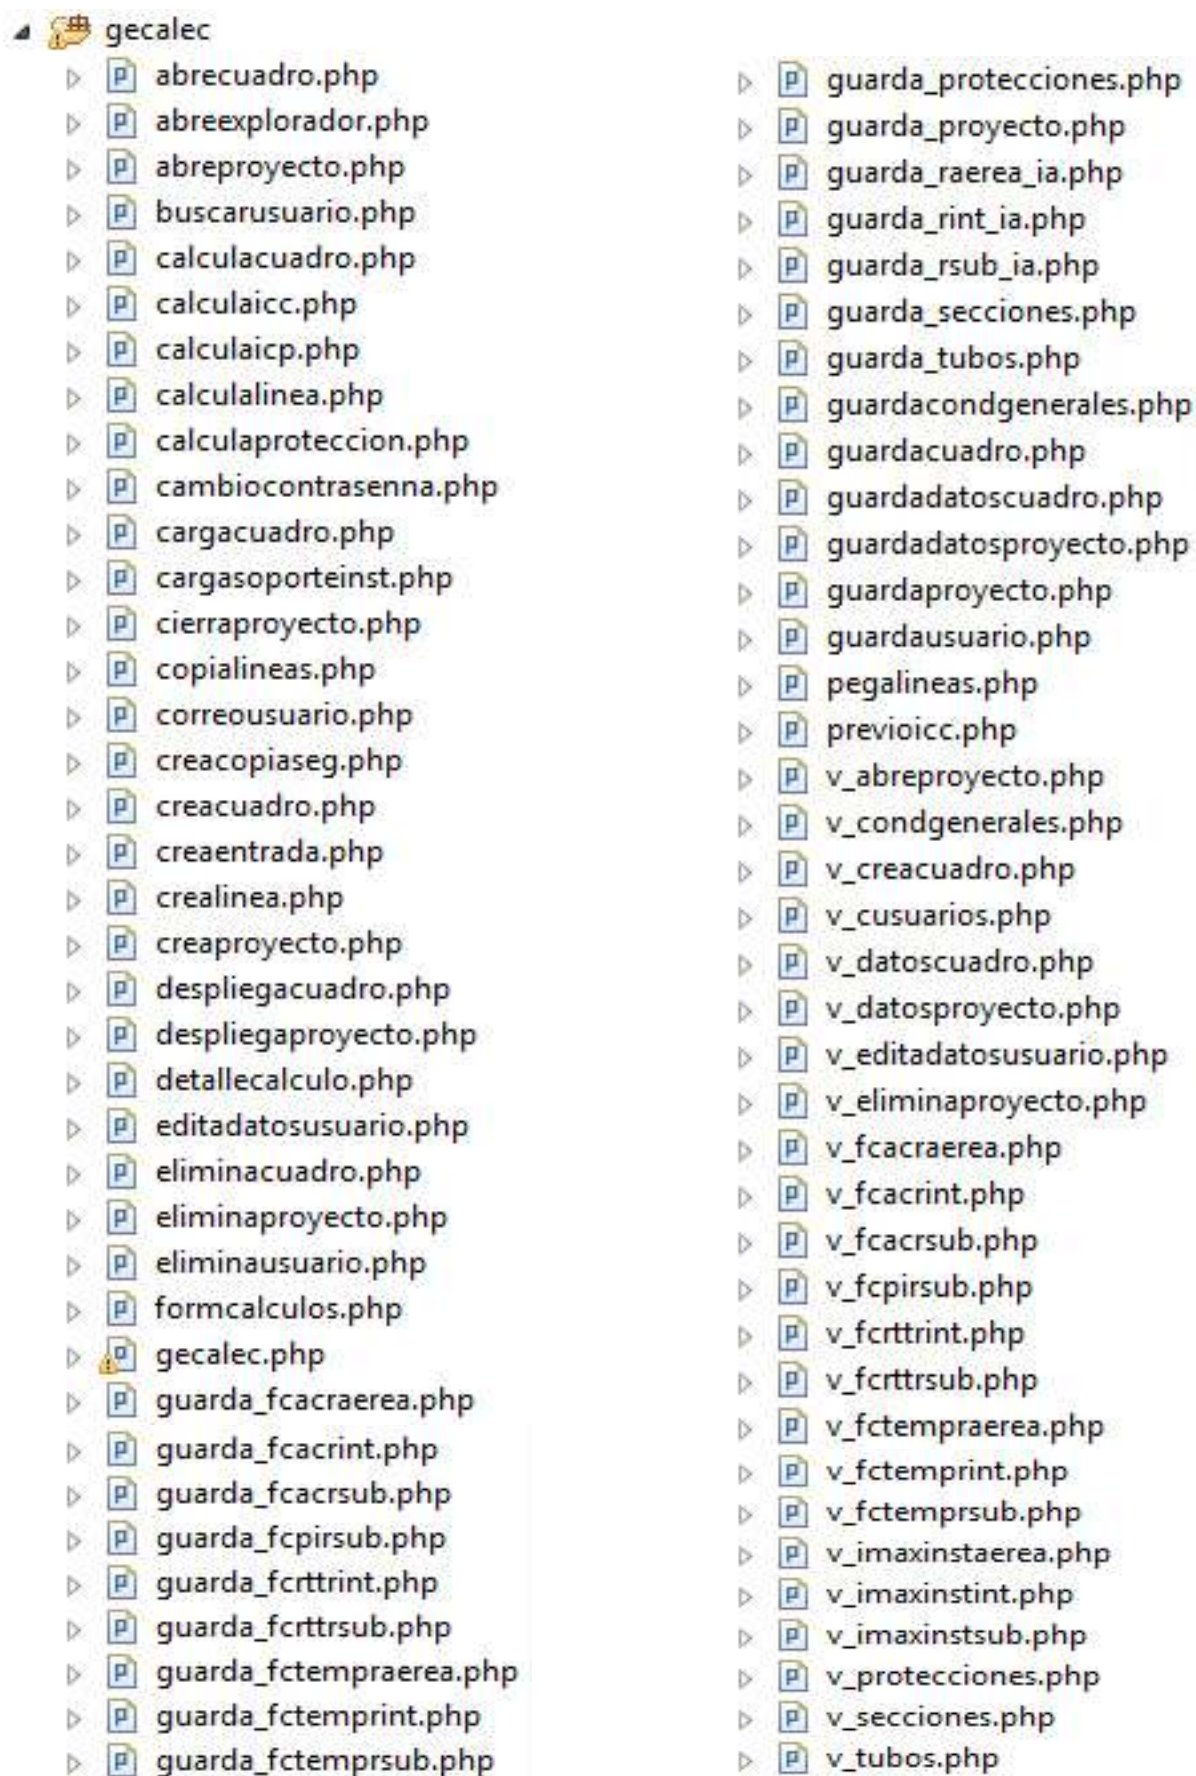 gecalec
abrecuadro.php
abreexplorador.php
abreproyecto.php
buscarusuario.php
calculacuadro.php
calculaicc.php
calculaicp.php
calculalinea.php
calculaproteccion.php
cambiocontrasenna.php
cargacuadro.php
cargasoporteinst.php
cierraproyecto.php
copialineas.php
correousuario.php
creacopiaseg.php
creacuadro.php
creaentrada.php
crealinea.php
creaproyecto.php
despliegacuadro.php
despliegaproyecto.php
detallecalculo.php
editadatosusuario.php
eliminacuadro.php
eliminaproyecto.php
eliminausuario.php
formcalculos.php
gecalec.php
guarda_fcacraerea.php
guarda_fcacrint.php
guarda_fcacrsub.php
guarda_fcpirsub.php
guarda_fcrttrint.php
guarda_fcrttrsub.php
guarda_fctempraerea.php
guarda_fctemprint.php
guarda_fctemprsub.php
guarda_protecciones.php
guarda_proyecto.php
guarda_raerea_ia.php
guarda_rint_ia.php
guarda_rsub_ia.php
guarda_secciones.php
guarda_tubos.php
guardacondgenerales.php
guardacuadro.php
guardadatoscuadro.php
guardadatosproyecto.php
guardaproyecto.php
guardausuario.php
pegalineas.php
previoicc.php
v_abreproyecto.php
v_condgenerales.php
v_creacuadro.php
v_cusuarios.php
v_datoscuadro.php
v_datosproyecto.php
v_editadatosusuario.php
v_eliminaproyecto.php
v_fcacraerea.php
v_fcacrint.php
v_fcacrsub.php
v_fcpirsub.php
v_fcrttrint.php
v_fcrttrsub.php
v_fctempraerea.php
v_fctemprint.php
v_fctemprsub.php
v_imaxinstaerea.php
v_imaxinstint.php
v_imaxinstsub.php
v_protecciones.php
v_secciones.php
v_tubos.php